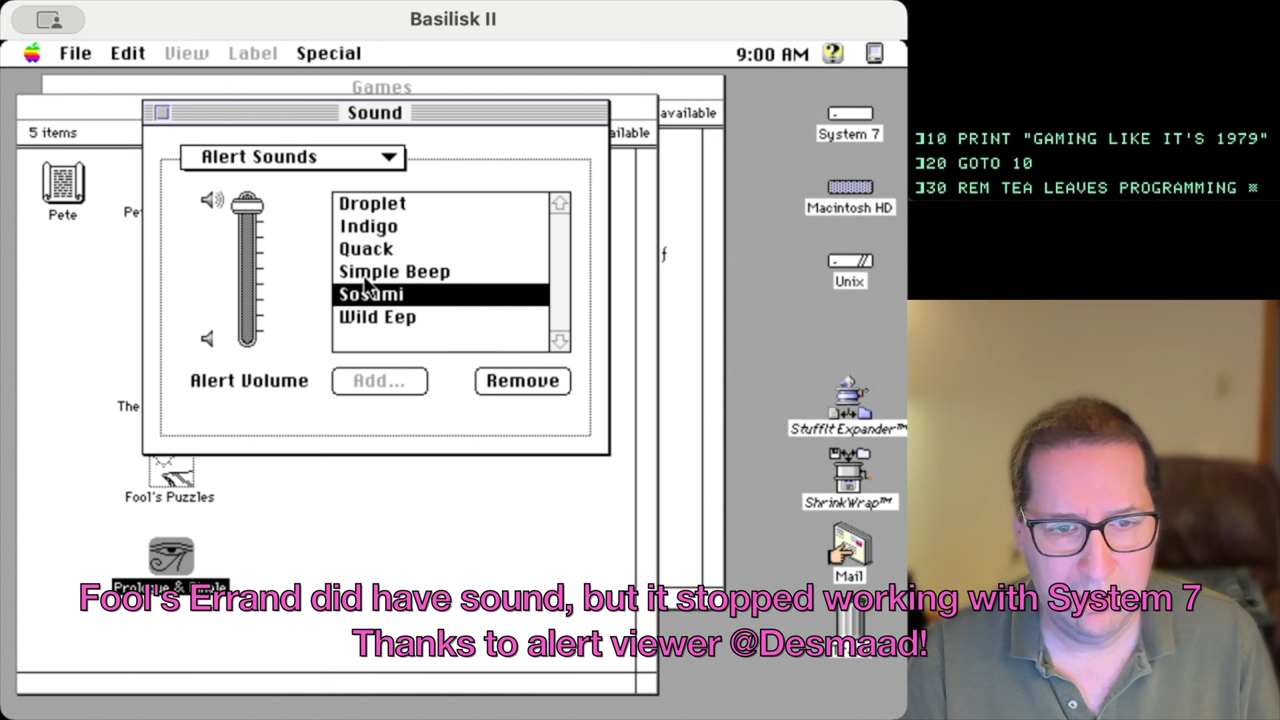 Basilisk II
File Edit View Label Special
9:00 AM
Games
Sound
available
5 items
ailable
Alert Sounds
Droplet
Indigo
Quack
Simple Beep
Sosumi
Wild Eep
Alert Volume
Add...
Remove
Pete
Pe
The
Fool's Puzzles
System 7
Macintosh HD
Unix
StuffIt Expander™
ShrinkWrap™
Mail
]10 PRINT "GAMING LIKE IT'S 1979"
]20 GOTO 10
]30 REM TEA LEAVES PROGRAMMING
Fool's Errand did have sound, but it stopped working with System 7
Thanks to alert viewer @Desmaad!